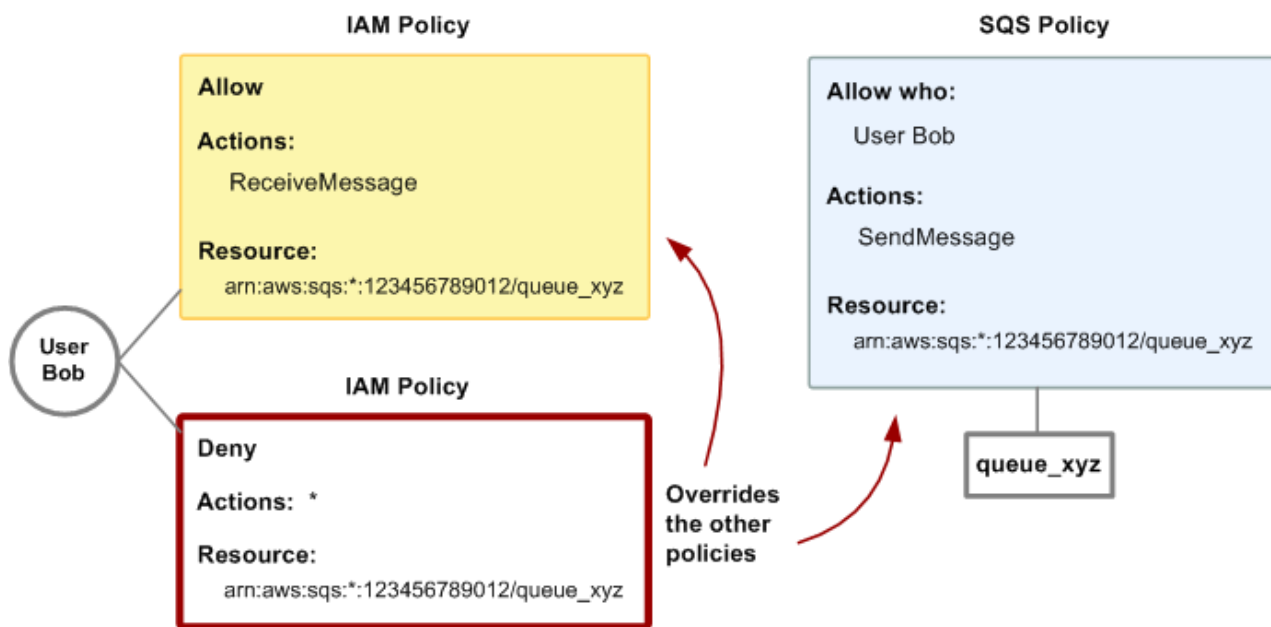 IAM Policy
Allow
Actions:
ReceiveMessage
Resource:
arn:aws:sqs:*:123456789012/queue_xyz
User
Bob
IAM Policy
Deny
Actions: *
Resource:
arn:aws:sqs:*:123456789012/queue_xyz
Overrides
the other
policies
SQS Policy
Allow who:
User Bob
Actions:
SendMessage
Resource:
arn:aws:sqs:*:123456789012/queue_xyz
queue_xyz